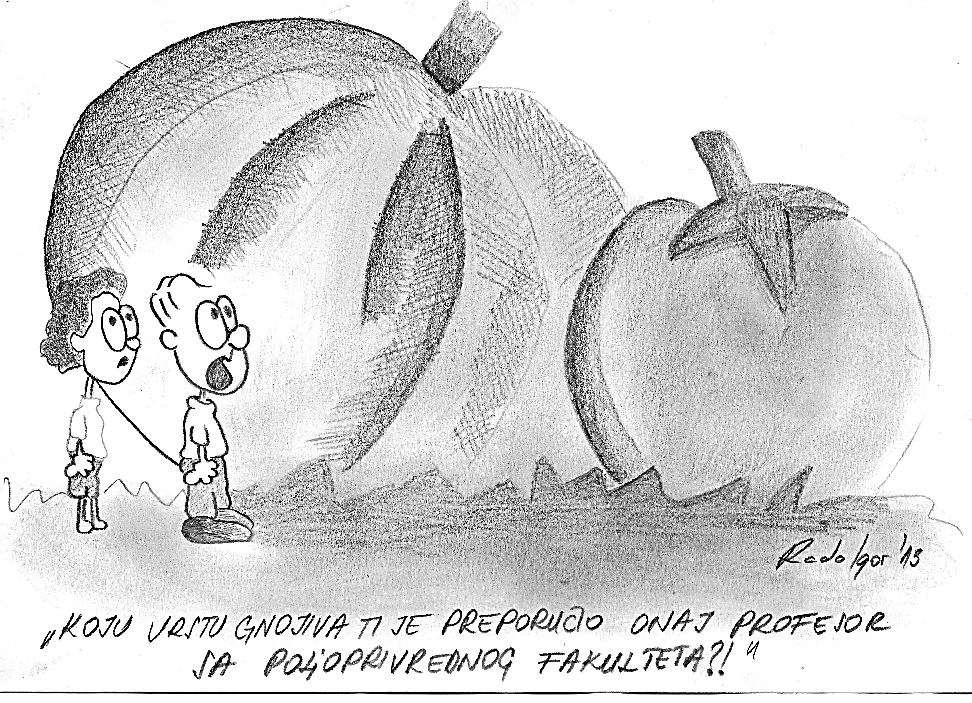 Rado Igor '13
„KOJU VRSTU GNOJIVA TI JE PREPORUČIO ONAJ PROFESOR
SA POLJOPRIVREDNOG FAKULTETA?!"